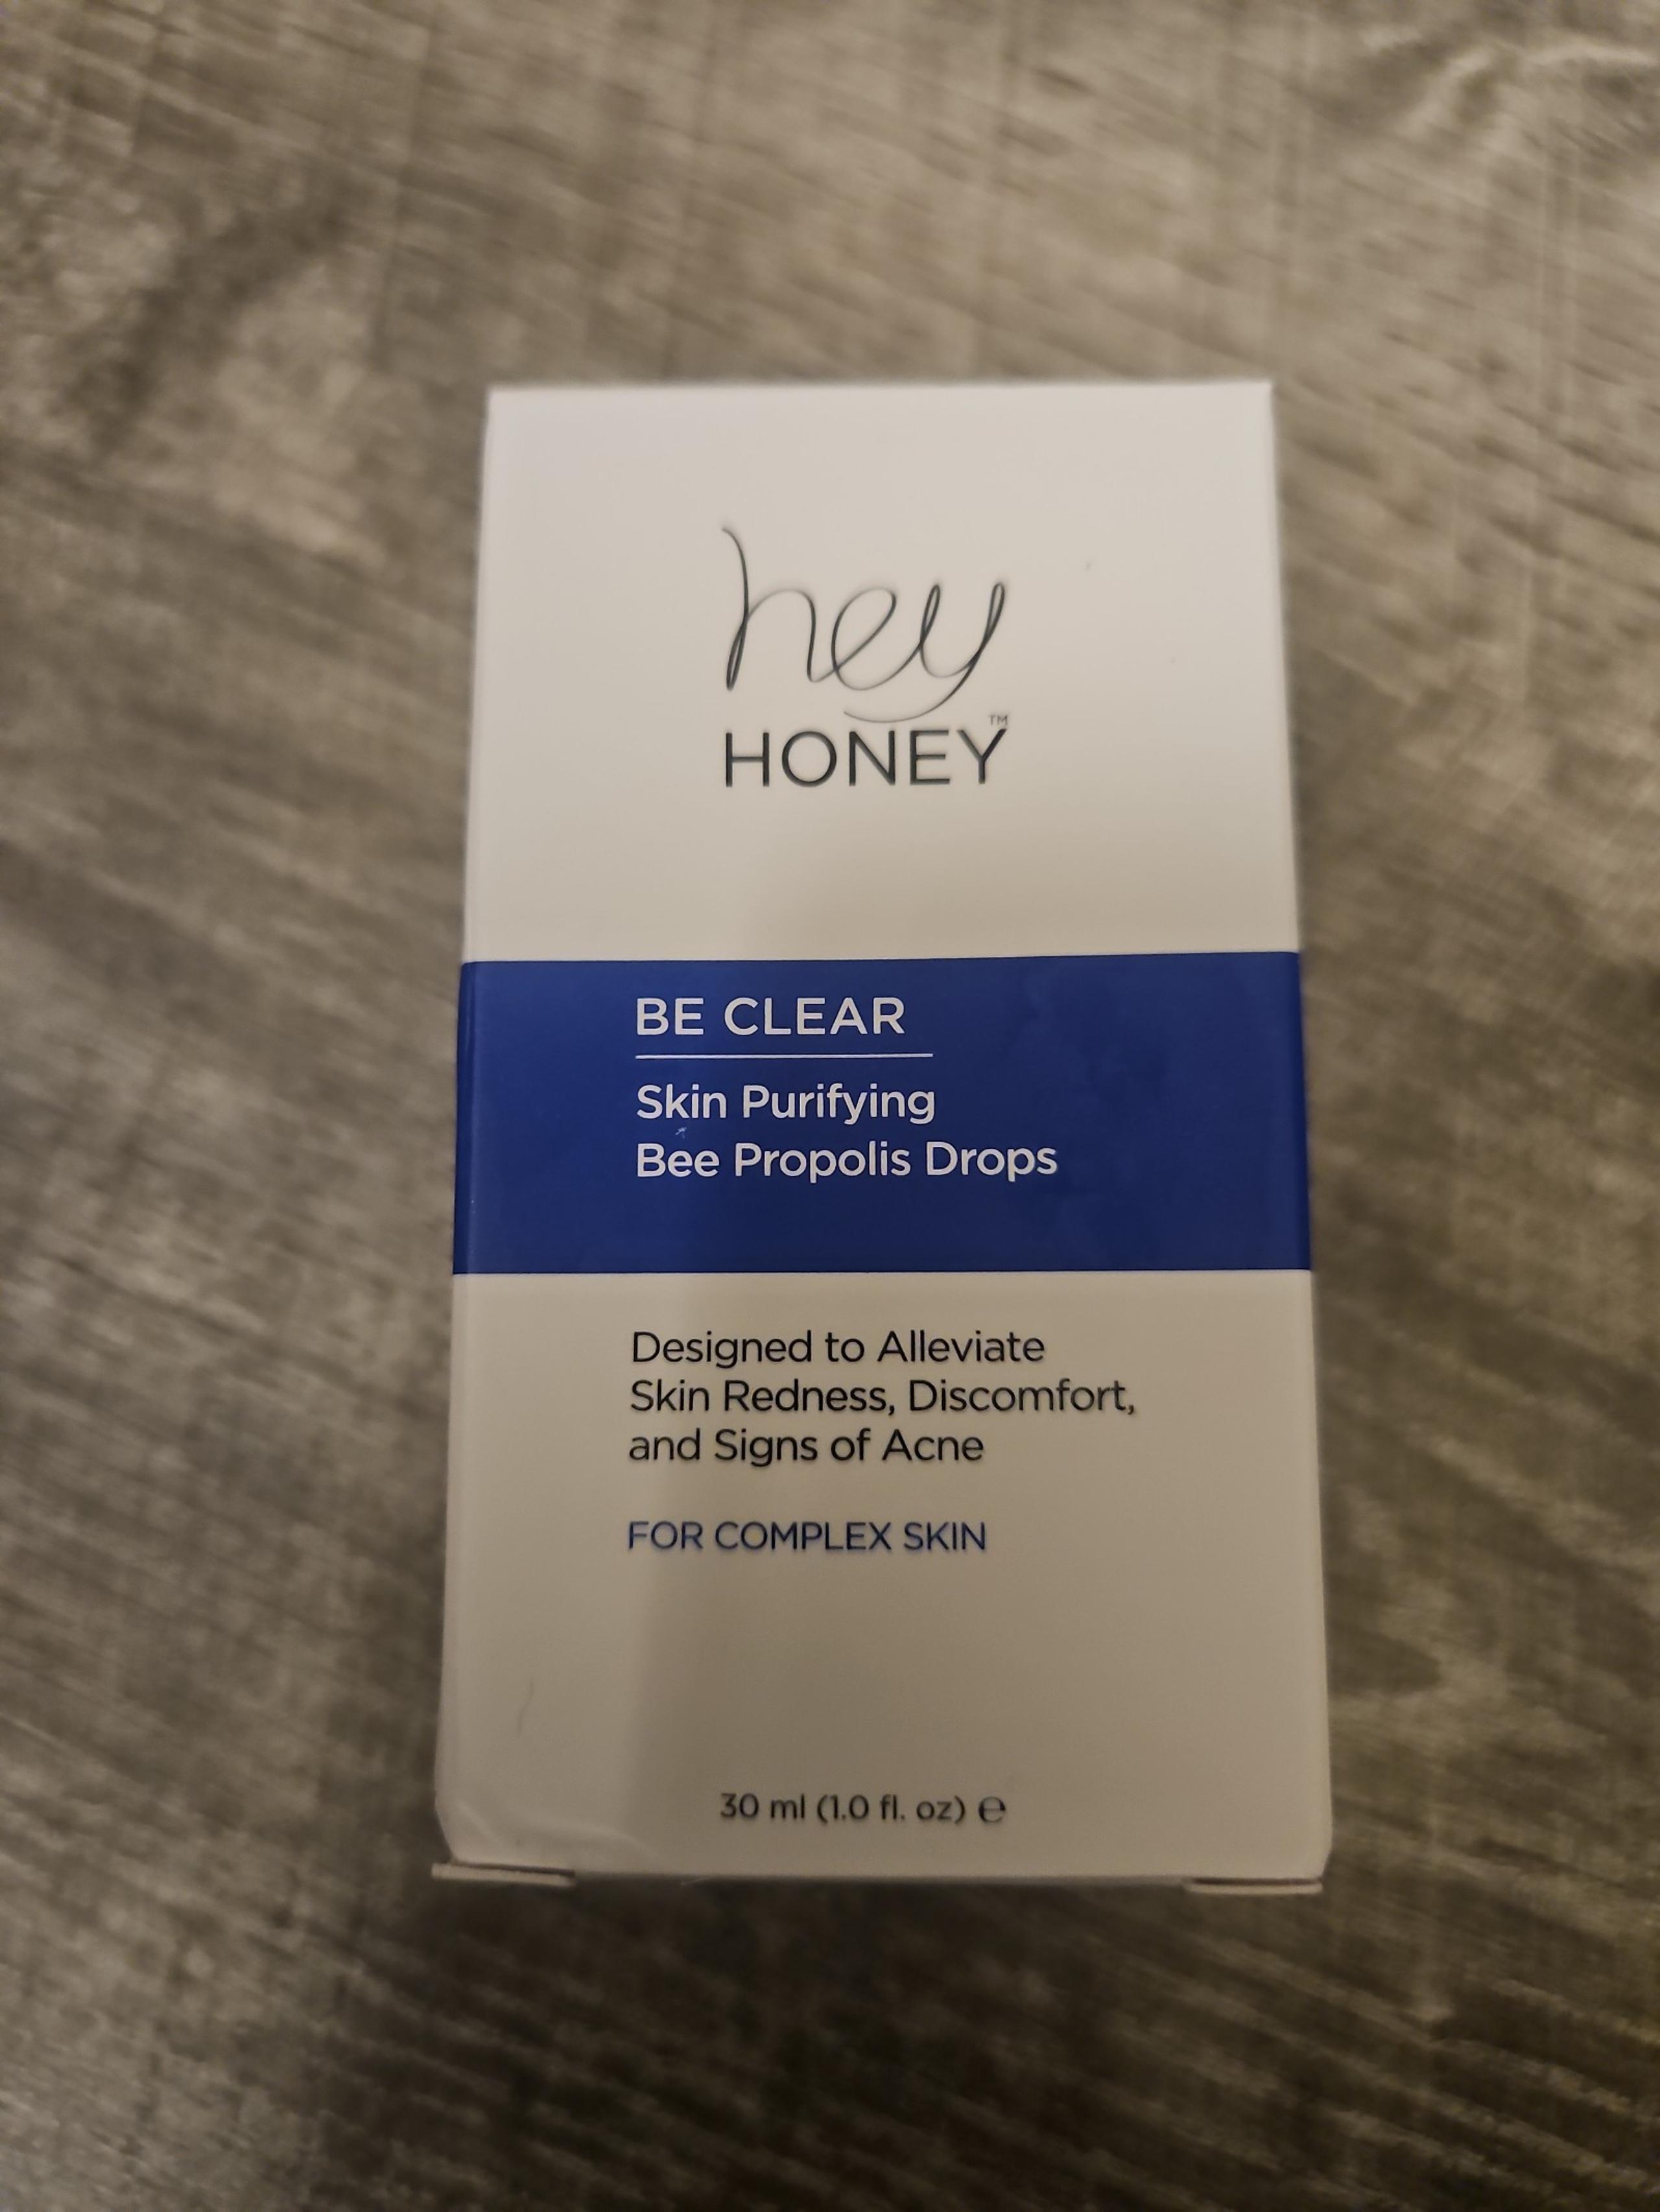 hey
HONEY™
BE CLEAR
Skin Purifying
Bee Propolis Drops
Designed to Alleviate
Skin Redness, Discomfort,
and Signs of Acne
FOR COMPLEX SKIN
30 ml (1.0 fl. oz) ℮